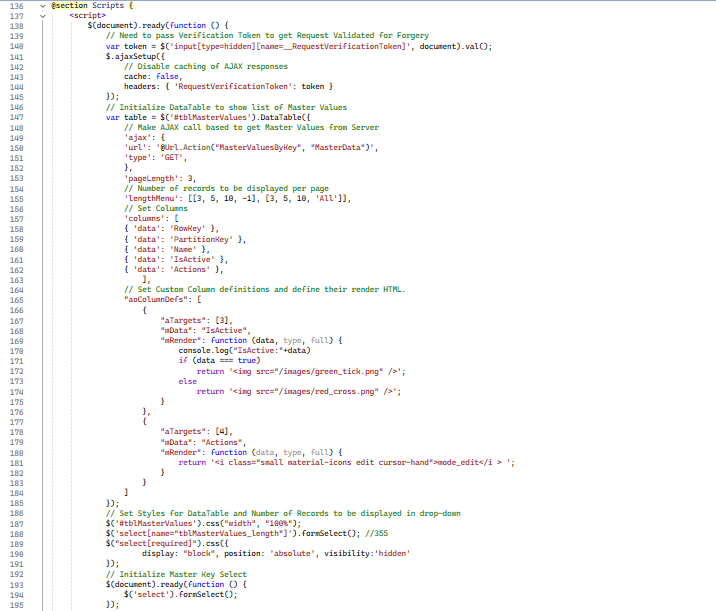 136 @section Scripts {
137 <script>
138 $(document).ready(function () {
139 // Need to pass Verification Token to get Request Validated for Forgery
140 var token = $('input[type=hidden][name=__RequestVerificationToken]', document).val();
141 $.ajaxSetup({
142 // Disable caching of AJAX responses
143 cache: false,
144 headers: { 'RequestVerificationToken': token }
145 });
146 // Initialize DataTable to show list of Master Values
147 var table = $('#tblMasterValues').DataTable({
148 // Make AJAX call based to get Master Values from Server
149 'ajax': {
150 'url': '@Url.Action("MasterValuesByKey", "MasterData")',
151 'type': 'GET',
152 },
153 'pageLength': 3,
154 // Number of records to be displayed per page
155 'lengthMenu': [[3, 5, 10, -1], [3, 5, 10, 'All']],
156 // Set Columns
157 'columns': [
158 { 'data': 'RowKey' },
159 { 'data': 'PartitionKey' },
160 { 'data': 'Name' },
161 { 'data': 'IsActive' },
162 { 'data': 'Actions' },
163 ],
164 // Set Custom Column definitions and define their render HTML.
165 "aoColumnDefs": [
166 {
167 "aTargets": [3],
168 "mData": "IsActive",
169 "mRender": function (data, type, full) {
170 console.log("IsActive:"+data)
171 if (data === true)
172 return '<img src="/images/green_tick.png" />';
173 else
174 return '<img src="/images/red_cross.png" />';
175 }
176 },
177 {
178 "aTargets": [4],
179 "mData": "Actions",
180 "mRender": function (data, type, full) {
181 return '<i class="small material-icons edit cursor-hand">mode_edit</i > ';
182 }
183 }
184 ]
185 });
186 // Set Styles for DataTable and Number of Records to be displayed in drop-down
187 $('#tblMasterValues').css("width", "100%");
188 $('select[name="tblMasterValues_length"]').formSelect(); //355
189 $("select[required]").css({
190 display: "block", position: 'absolute', visibility:'hidden'
191 });
192 // Initialize Master Key Select
193 $(document).ready(function () {
194 $('select').formSelect();
195 });